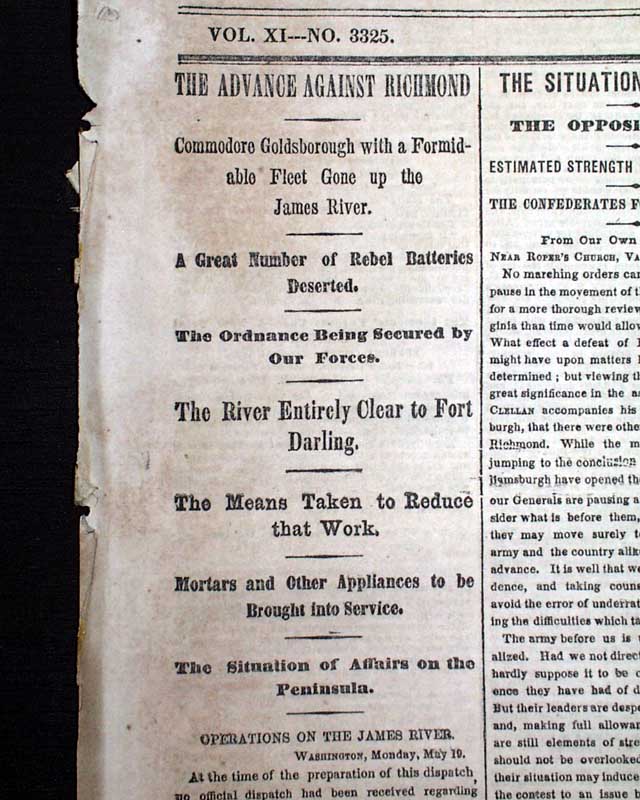 VOL. XI---NO. 3325.
THE ADVANCE AGAINST RICHMOND
Commodore Goldsborough with a Formid-
able Fleet Gone up the
James River.
A Great Number of Rebel Batteries
Deserted.
The Ordnance Being Secured by
Our Forces.
The River Entirely Clear to Fort
Darling.
The Means Taken to Reduce
that Work.
Mortars and Other Appliances to be
Brought into Service.
The Situation of Affairs on the
Peninsula.
OPERATIONS ON THE JAMES RIVER.
WASHINGTON, Monday, May 19.
At the time of the preparation of this dispatch,
no official dispatch had been received regarding
THE SITUATION
THE OPPOSI
ESTIMATED STRENGTH
THE CONFEDERATES F
From Our Own
NEAR ROPER'S CHURCH, VA
No marching orders can
pause in the movement of t
for a more thorough review
ginia than time would allow
What effect a defeat of
might have upon matters
determined; but viewing th
great significance in the a
CLELLAN accompanies his
burgh, that there were othe
Richmond. While the m
jumping to the conclusion
liamsburgh have opened the
our Generals are pausing a
sider what is before them,
they may move surely t
army and the country alik
advance. It is well that we
dence, and taking couns
avoid the error of underrat
ing the difficulties which ta
The army before us is
alized. Had we not direct
hardly suppose it to be
ence they have had of d
But their leaders are despe
and, making full allowan
are still elements of stre
should not be overlooked
their situation may induce
the contest to an issue b